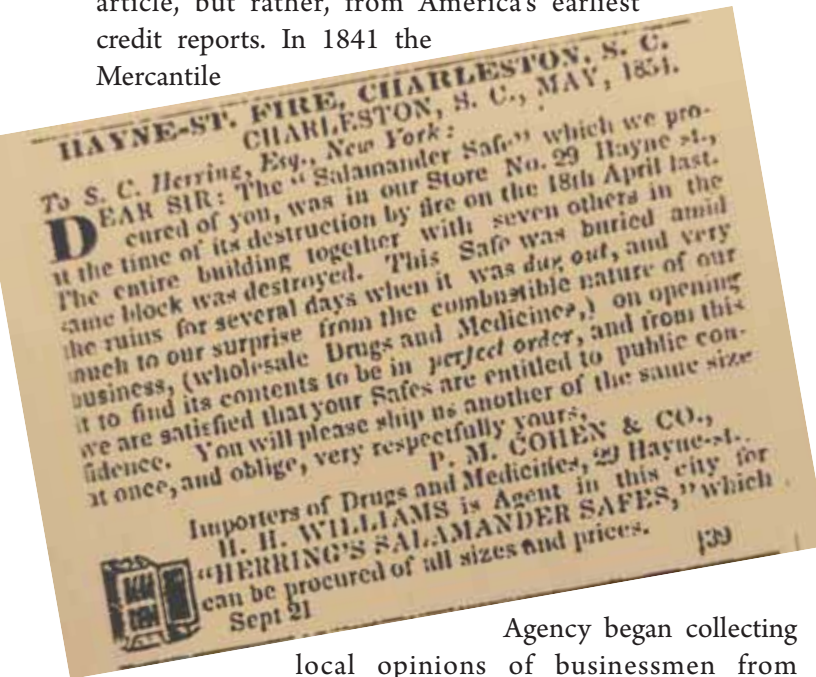 article, but rather, from America's earliest
credit reports. In 1841 the
Mercantile
HAYNE-ST. FIRE, CHARLESTON, S. C.
CHARLESTON, S. C., MAY, 1854.
To S. C. Herring, Esq., New York:
DEAR SIR: The "Salamander Safe" which we pro-
cured of you, was in our Store No. 29 Hayne st.,
at the time of its destruction by fire on the 18th April last.
The entire building together with seven others in the
same block was destroyed. This Safe was buried amid
the ruins for several days when it was dug out, and very
much to our surprise from the combustible nature of our
business, (wholesale Drugs and Medicines,) on opening
it to find its contents to be in perfect order, and from this
we are satisfied that your Safes are entitled to public con-
fidence. You will please ship us another of the same size
at once, and oblige, very respectfully yours,
P. M. COHEN & CO.,
Importers of Drugs and Medicines, 29 Hayne-st.
H. H. WILLIAMS is Agent in this city for
"HERRING'S SALAMANDER SAFES," which
can be procured of all sizes and prices.
Sept 21 139
Agency began collecting
local opinions of businessmen from